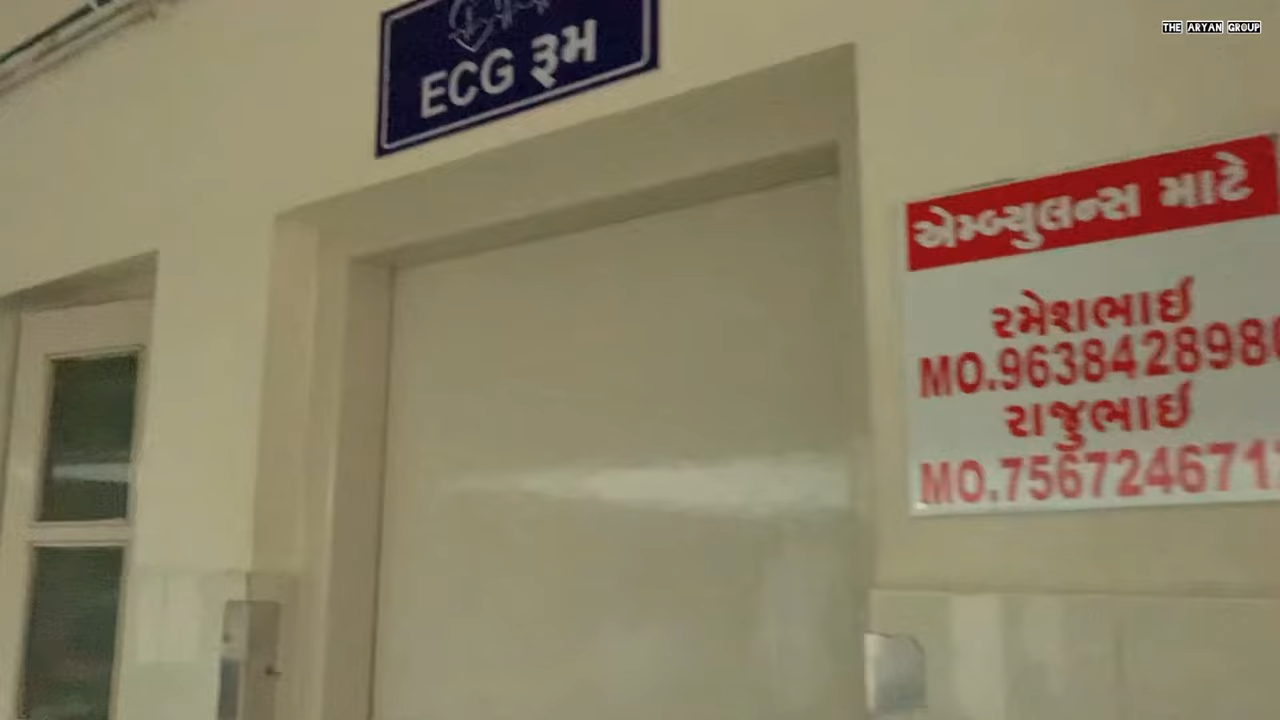 THE ARYAN GROUP
ECG રૂમ
એમ્બ્યુલન્સ માટે
રમેશભાઈ
MO.963842898
રાજુભાઈ
MO.756724671